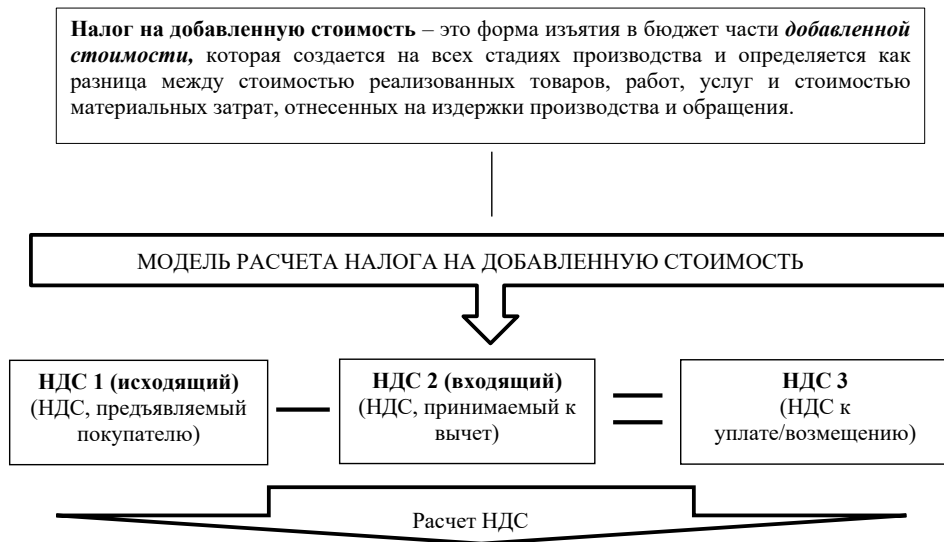 Налог на добавленную стоимость – это форма изъятия в бюджет части добавленной
стоимости, которая создается на всех стадиях производства и определяется как
разница между стоимостью реализованных товаров, работ, услуг и стоимостью
материальных затрат, отнесенных на издержки производства и обращения.
МОДЕЛЬ РАСЧЕТА НАЛОГА НА ДОБАВЛЕННУЮ СТОИМОСТЬ
НДС 1 (исходящий)
(НДС, предъявляемый
покупателю)
НДС 2 (входящий)
(НДС, принимаемый к
вычет)
НДС 3
(НДС к
уплате/возмещению)
Расчет НДС